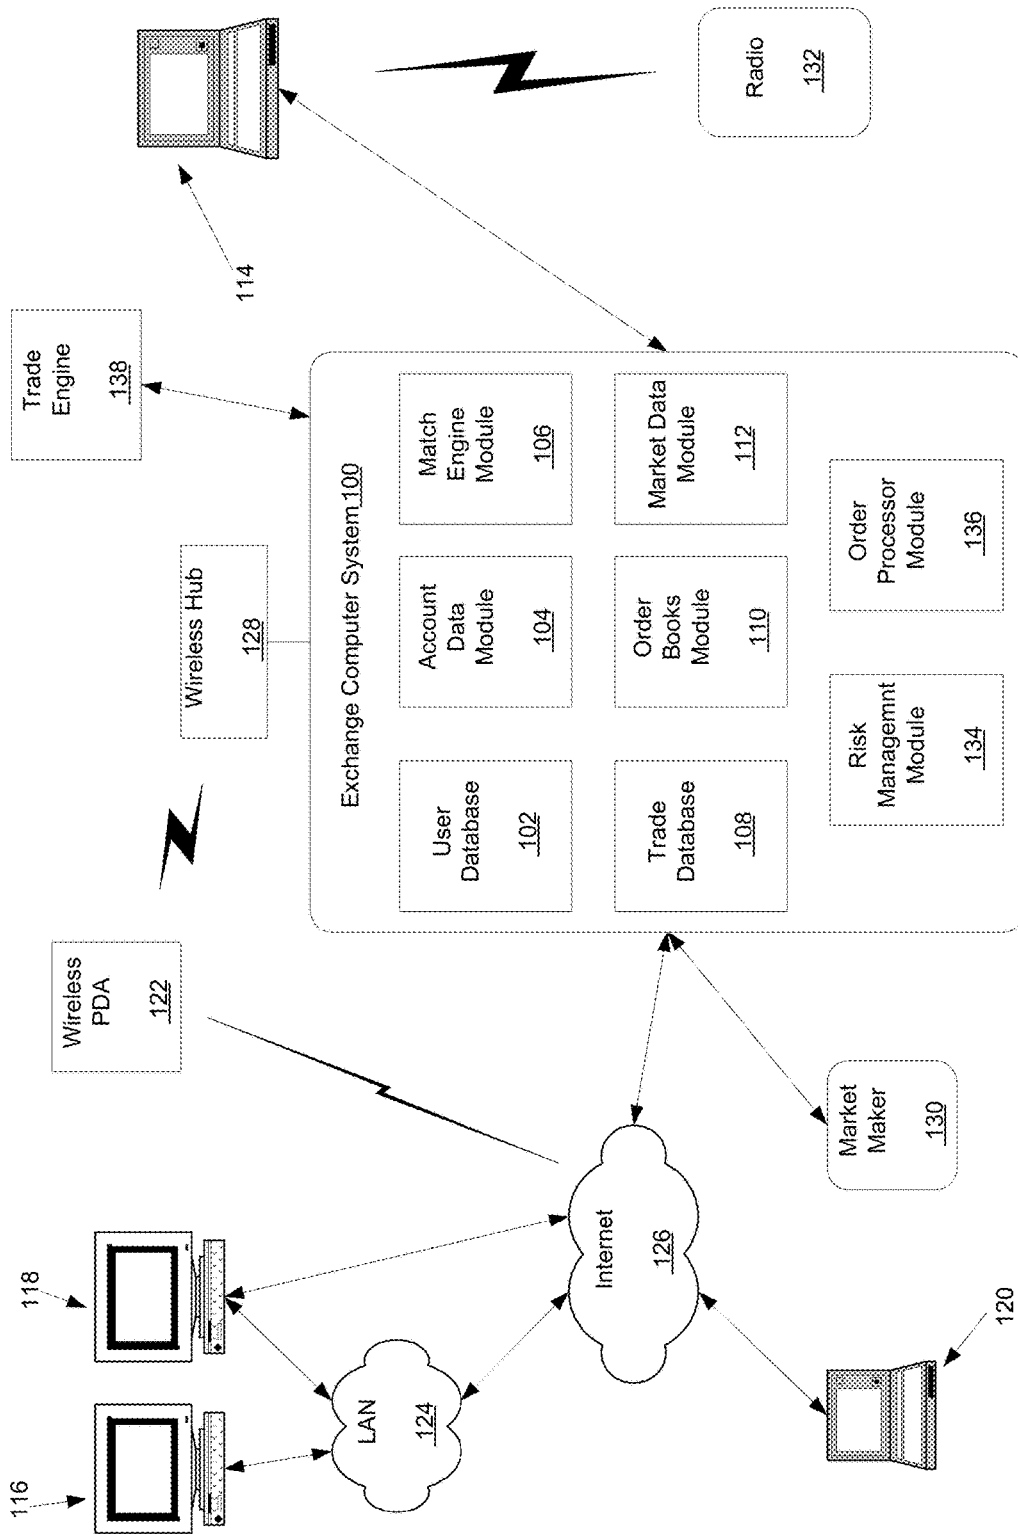 116
118
Wireless
PDA
122
Wireless Hub
128
Trade
Engine
138
114
LAN
124
Internet
126
120
Market
Maker
130
Exchange Computer System 100
User
Database
102
Account
Data
Module
104
Match
Engine
Module
106
Trade
Database
108
Order
Books
Module
110
Market Data
Module
112
Risk
Managemnt
Module
134
Order
Processor
Module
136
Radio
132